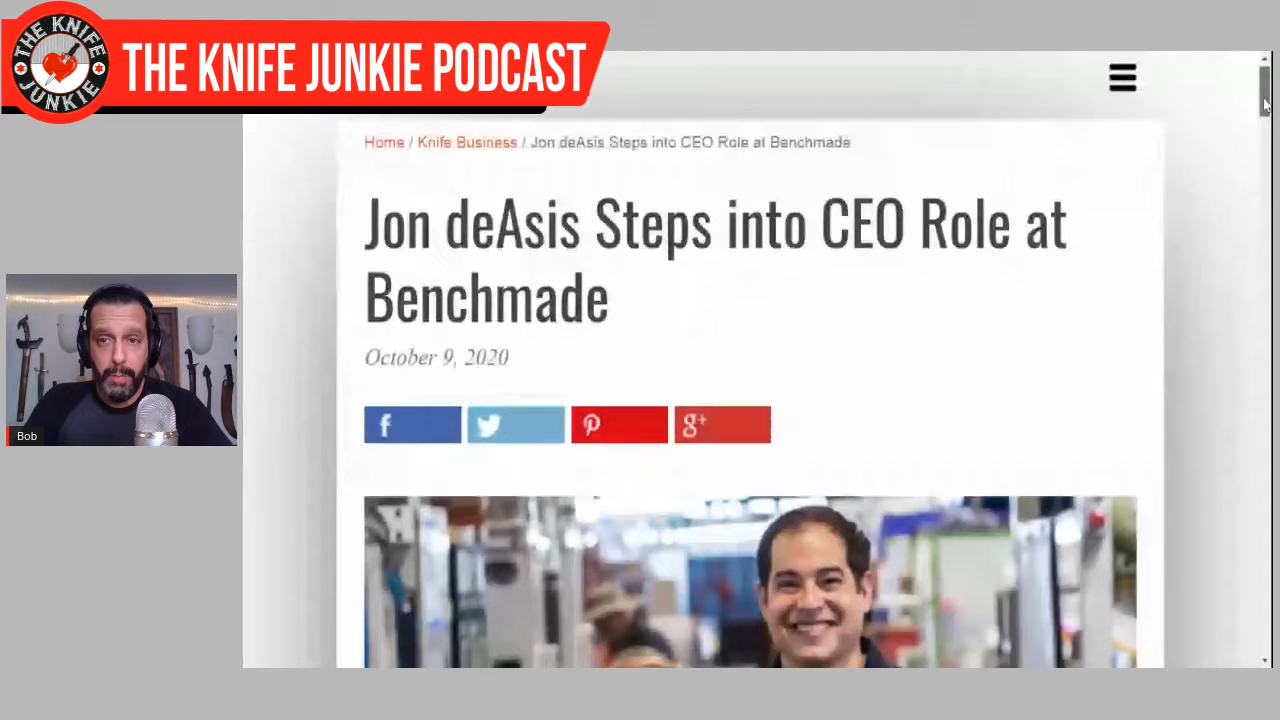 THE KNIFE
JUNKIE
THE KNIFE JUNKIE PODCAST
Home / Knife Business / Jon deAsis Steps into CEO Role at Benchmade
Jon deAsis Steps into CEO Role at
Benchmade
October 9, 2020
f
g+
Bob